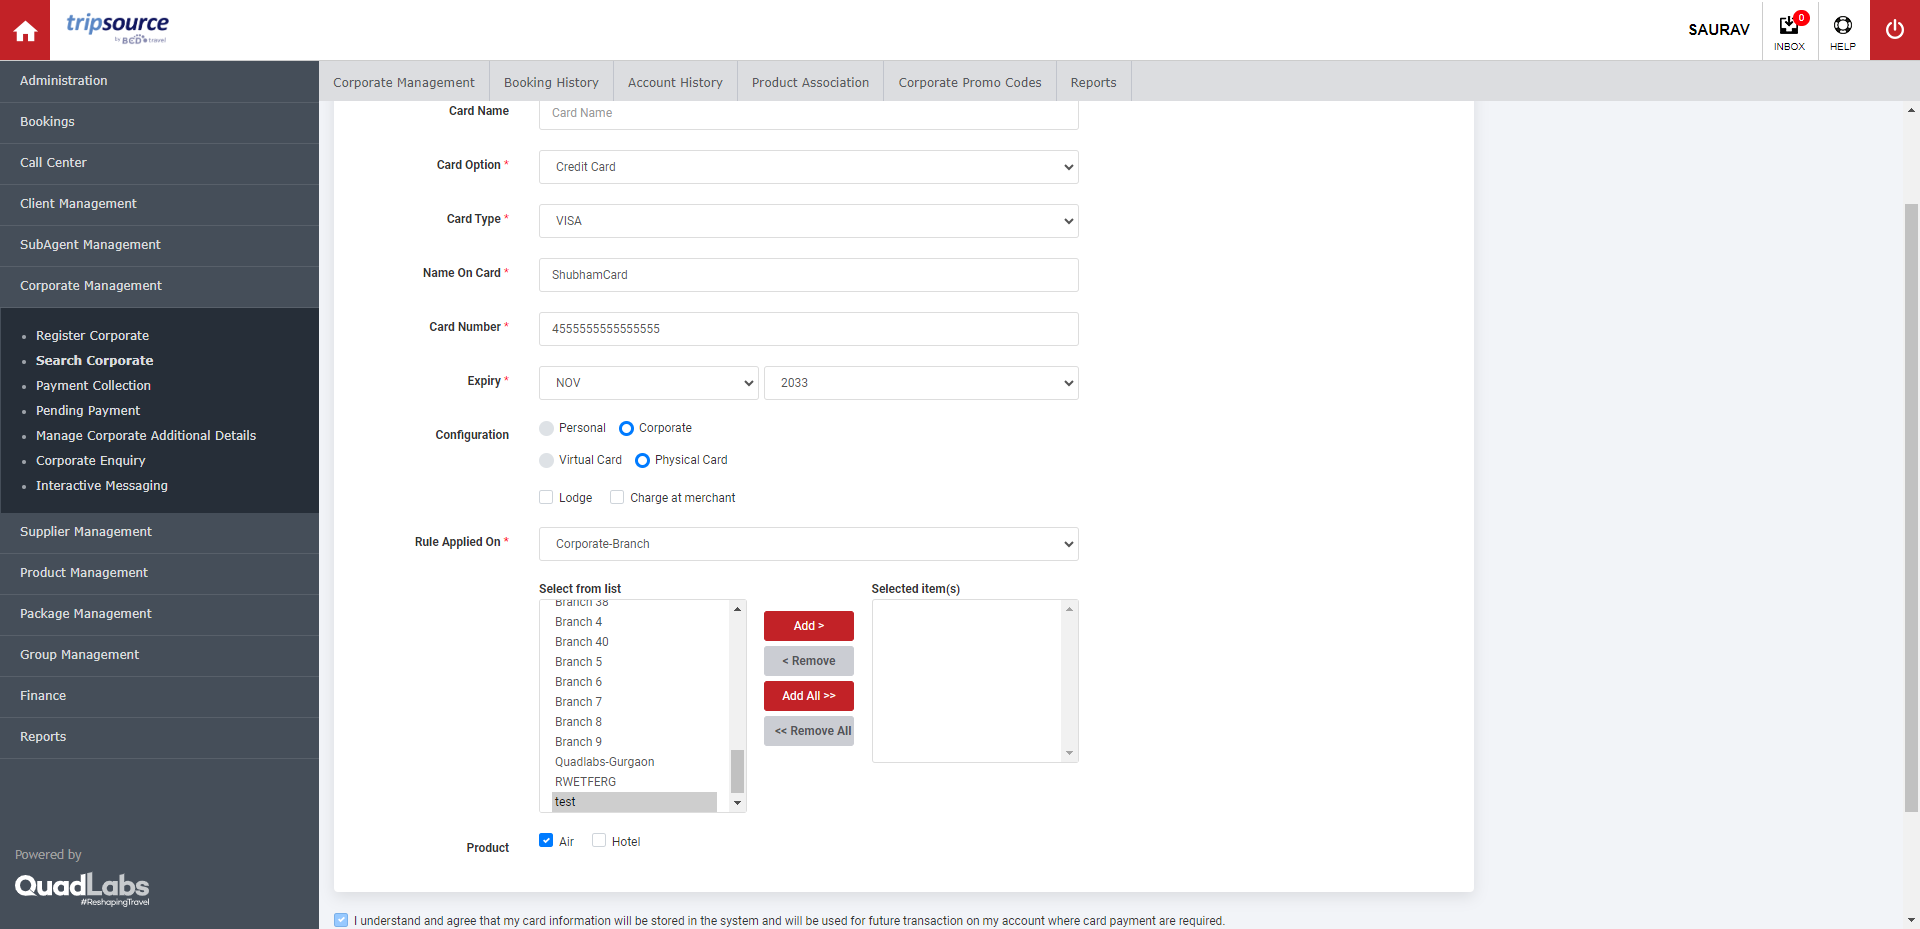 tripsource
by BCD travel
SAURAV
0
INBOX
HELP
Administration
Bookings
Call Center
Client Management
SubAgent Management
Corporate Management
Register Corporate
Search Corporate
Payment Collection
Pending Payment
Manage Corporate Additional Details
Corporate Enquiry
Interactive Messaging
Supplier Management
Product Management
Package Management
Group Management
Finance
Reports
Powered by
QuadLabs
#ReshapingTravel
Corporate Management
Booking History
Account History
Product Association
Corporate Promo Codes
Reports
Card Name
Card Name
Card Option *
Credit Card
Card Type *
VISA
Name On Card *
ShubhamCard
Card Number *
4555555555555555
Expiry *
NOV
2033
Configuration
Personal
Corporate
Virtual Card
Physical Card
Lodge
Charge at merchant
Rule Applied On *
Corporate-Branch
Select from list
Branch 38
Branch 4
Branch 40
Branch 5
Branch 6
Branch 7
Branch 8
Branch 9
Quadlabs-Gurgaon
RWETFERG
test
Add >
< Remove
Add All >>
<< Remove All
Selected item(s)
Product
Air
Hotel
I understand and agree that my card information will be stored in the system and will be used for future transaction on my account where card payment are required.